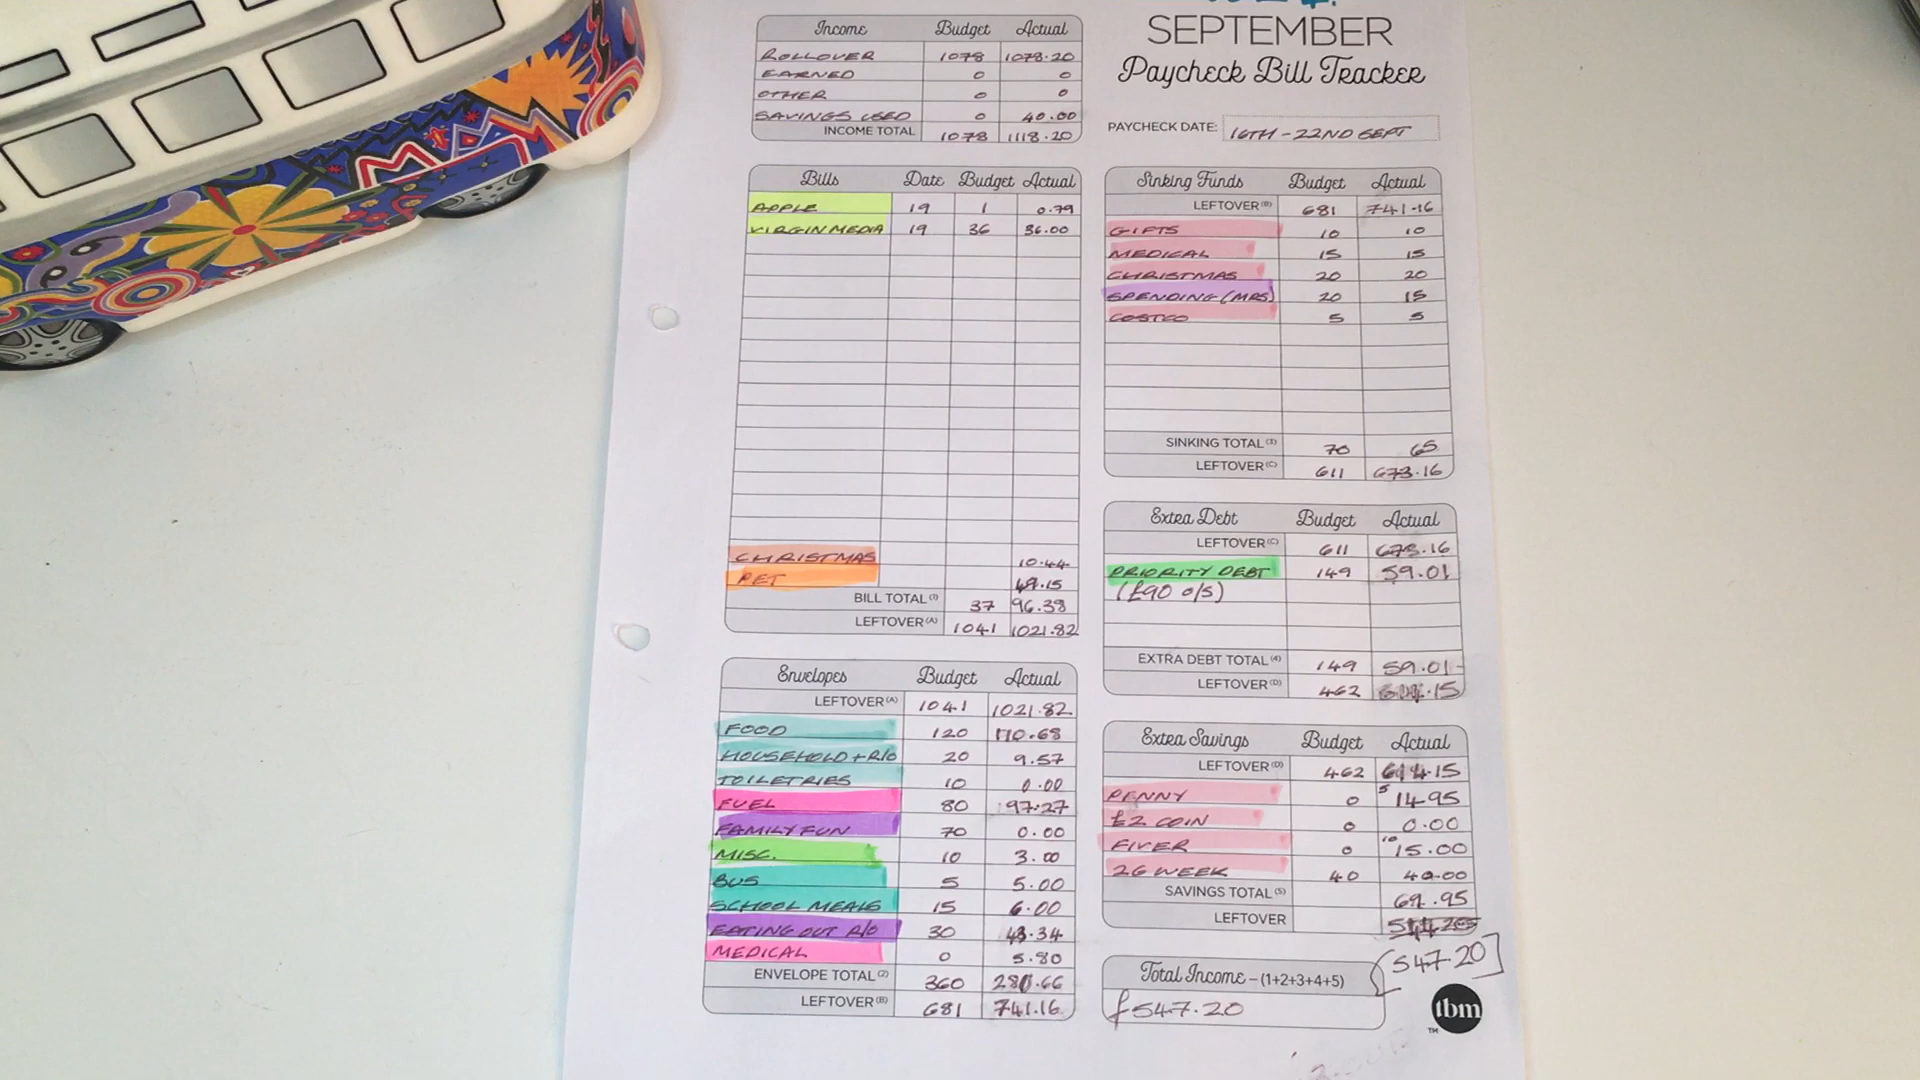 Income Budget Actual
ROLLOVER 1078 1078.20
EARNED 0 0
OTHER 0 0
SAVINGS USED 0 40.00
INCOME TOTAL 1078 1118.20
SEPTEMBER
Paycheck Bill Tracker
PAYCHECK DATE: 16TH - 22ND SEPT
Bills Date Budget Actual
APPLE 19 1 0.79
VIRGIN MEDIA 19 36 36.00
CHRISTMAS 10.44
PET 49.15
BILL TOTAL (1) 37 96.38
LEFTOVER (A) 1041 1021.82
Envelopes Budget Actual
LEFTOVER (A) 1041 1021.82
FOOD 120 110.68
HOUSEHOLD + R/O 20 9.57
TOILETRIES 10 0.00
FUEL 80 97.27
FAMILY FUN 70 0.00
MISC. 10 3.00
BUS 5 5.00
SCHOOL MEALS 15 6.00
EATING OUT R/O 30 43.34
MEDICAL 0 5.80
ENVELOPE TOTAL (2) 360 280.66
LEFTOVER (B) 681 741.16
Sinking Funds Budget Actual
LEFTOVER (B) 681 741.16
GIFTS 10 10
MEDICAL 15 15
CHRISTMAS 20 20
SPENDING (MRS) 20 15
COSTCO 5 5
SINKING TOTAL (3) 70 65
LEFTOVER (C) 611 673.16
Extra Debt Budget Actual
LEFTOVER (C) 611 673.16
PRIORITY DEBT 149 59.01
(£90 o/s)
EXTRA DEBT TOTAL (4) 149 59.01
LEFTOVER (D) 462
Extra Savings Budget Actual
LEFTOVER (D) 462 614.15
PENNY 0 5 14.95
£2 COIN 0 0.00
FIVER 0 10 15.00
26 WEEK 40 40.00
SAVINGS TOTAL (5) 69.95
LEFTOVER
[547.20]
Total Income - (1+2+3+4+5)
£547.20
tbm
TM